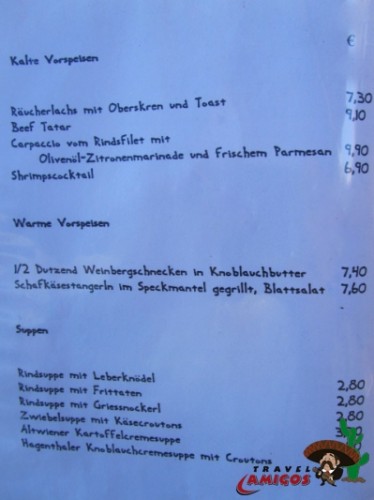 €
Kalte Vorspeisen
Räucherlachs mit Oberskren und Toast 7,30
Beef Tatar 9,10
Carpaccio vom Rindsfilet mit
Olivenöl-Zitronenmarinade und Frischem Parmesan 9,90
Shrimpscocktail 6,90
Warme Vorspeisen
1/2 Dutzend Weinbergschnecken in Knoblauchbutter 7,40
Schafkäsestangerln im Speckmantel gegrillt, Blattsalat 7,60
Suppen
Rindsuppe mit Leberknödel 2,80
Rindsuppe mit Frittaten 2,80
Rindsuppe mit Griessnockerl 2,80
Zwiebelsuppe mit Käsecroutons
Altwiener Kartoffelcremesuppe
Hagenthaler Knoblauchcremesuppe mit Croutons
TRAVEL
AMIGOS